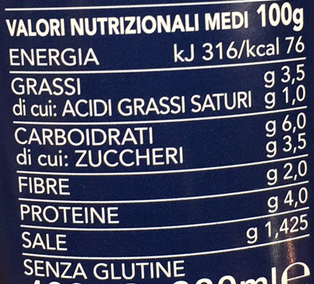 VALORI NUTRIZIONALI MEDI 100g
ENERGIA kJ 316/kcal 76
GRASSI g 3,5
di cui: ACIDI GRASSI SATURI g 1,0
CARBOIDRATI g 6,0
di cui: ZUCCHERI g 3,5
FIBRE g 2,0
PROTEINE g 4,0
SALE g 1,425
SENZA GLUTINE